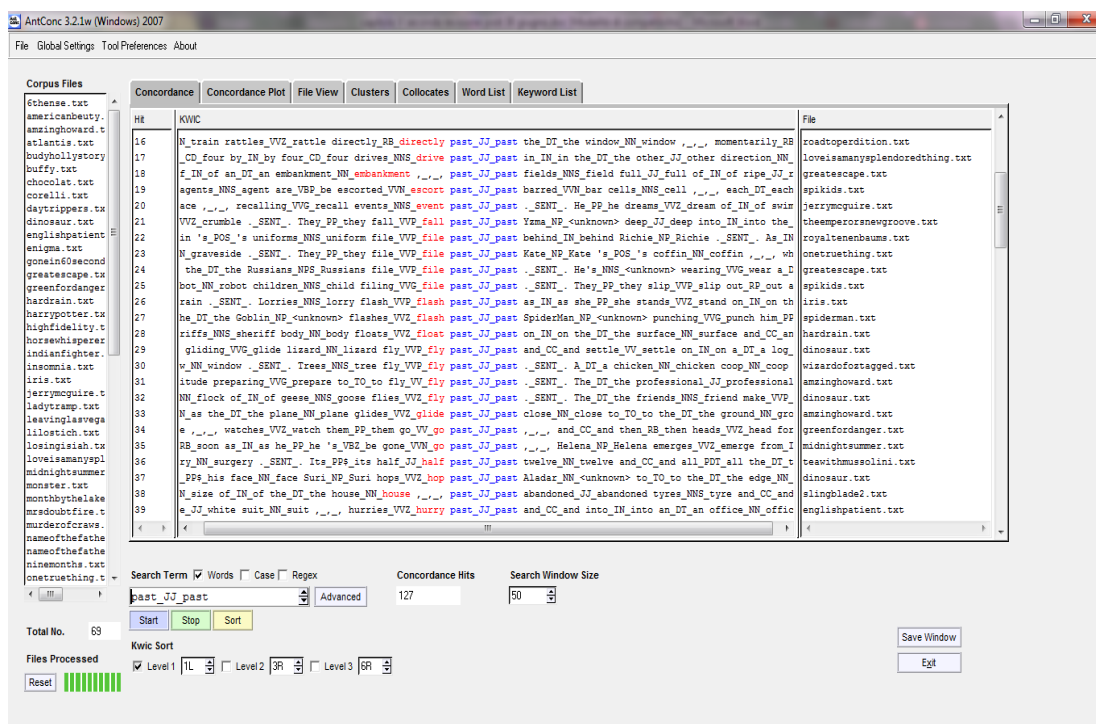 AntConc 3.2.1w (Windows) 2007
File Global Settings Tool Preferences About
Corpus Files
6thense.txt
americanbeuty.
amzinghoward.t
atlantis.txt
budyhollystory
buffy.txt
chocolat.txt
corelli.txt
daytrippers.tx
dinosaur.txt
englishpatient
enigma.txt
gonein60second
greatescape.tx
greenfordanger
hardrain.txt
harrypotter.tx
highfidelity.t
horsewhisperer
indianfighter.
insomnia.txt
iris.txt
jerrymcguire.t
ladytramp.txt
leavinglasvega
lilostich.txt
losingisiah.tx
loveisamanyspl
midnightsummer
monster.txt
monthbythelake
mrsdoubtfire.t
murderofcraws.
nameofthefathe
nameofthefathe
ninemonths.txt
onetruething.t
Total No. 69
Files Processed
Reset
Concordance Concordance Plot File View Clusters Collocates Word List Keyword List
Hit KWIC File
16 N_train rattles_VVZ_rattle directly_RB_directly past_JJ_past the_DT_the window_NN_window ,_,_, momentarily_RB roadtoperdition.txt
17 _CD_four by_IN_by four_CD_four drives_NNS_drive past_JJ_past in_IN_in the_DT_the other_JJ_other direction_NN_ loveisamanysplendoredthing.txt
18 f_IN_of an_DT_an embankment_NN_embankment ,_,_, past_JJ_past fields_NNS_field full_JJ_full of_IN_of ripe_JJ_r greatescape.txt
19 agents_NNS_agent are_VBP_be escorted_VVN_escort past_JJ_past barred_VVN_bar cells_NNS_cell ,_,_, each_DT_each spikids.txt
20 ace ,_,_, recalling_VVG_recall events_NNS_event past_JJ_past ._SENT_. He_PP_he dreams_VVZ_dream of_IN_of swim jerrymcguire.txt
21 VVZ_crumble ._SENT_. They_PP_they fall_VVP_fall past_JJ_past Yzma_NP_<unknown> deep_JJ_deep into_IN_into the_ theemperorsnewgroove.txt
22 in 's_POS_'s uniforms_NNS_uniform file_VVP_file past_JJ_past behind_IN_behind Richie_NP_Richie ._SENT_. As_IN royaltenenbaums.txt
23 N_graveside ._SENT_. They_PP_they file_VVP_file past_JJ_past Kate_NP_Kate 's_POS_'s coffin_NN_coffin ,_,_, wh onetruething.txt
24 the_DT_the Russians_NPS_Russians file_VVP_file past_JJ_past ._SENT_. He's_NNS_<unknown> wearing_VVG_wear a_D greatescape.txt
25 bot_NN_robot children_NNS_child filing_VVG_file past_JJ_past ._SENT_. They_PP_they slip_VVP_slip out_RP_out a spikids.txt
26 rain ._SENT_. Lorries_NNS_lorry flash_VVP_flash past_JJ_past as_IN_as she_PP_she stands_VVZ_stand on_IN_on th iris.txt
27 he_DT_the Goblin_NP_<unknown> flashes_VVZ_flash past_JJ_past SpiderMan_NP_<unknown> punching_VVG_punch him_PP spiderman.txt
28 riffs_NNS_sheriff body_NN_body floats_VVZ_float past_JJ_past on_IN_on the_DT_the surface_NN_surface and_CC_an hardrain.txt
29 gliding_VVG_glide lizard_NN_lizard fly_VVP_fly past_JJ_past and_CC_and settle_VV_settle on_IN_on a_DT_a log_ dinosaur.txt
30 w_NN_window ._SENT_. Trees_NNS_tree fly_VVP_fly past_JJ_past ._SENT_. A_DT_a chicken_NN_chicken coop_NN_coop wizardofoztagged.txt
31 itude preparing_VVG_prepare to_TO_to fly_VV_fly past_JJ_past ._SENT_. The_DT_the professional_JJ_professional amzinghoward.txt
32 NN_flock of_IN_of geese_NNS_goose flies_VVZ_fly past_JJ_past ._SENT_. The_DT_the friends_NNS_friend make_VVP_ dinosaur.txt
33 N_as the_DT_the plane_NN_plane glides_VVZ_glide past_JJ_past close_NN_close to_TO_to the_DT_the ground_NN_gro amzinghoward.txt
34 e ,_,_, watches_VVZ_watch them_PP_them go_VV_go past_JJ_past ,_,_, and_CC_and then_RB_then heads_VVZ_head for greenfordanger.txt
35 RB_soon as_IN_as he_PP_he 's_VBZ_be gone_VVN_go past_JJ_past ,_,_, Helena_NP_Helena emerges_VVZ_emerge from_I midnightsummer.txt
36 ry_NN_surgery ._SENT_. Its_PP$_its half_JJ_half past_JJ_past twelve_NN_twelve and_CC_and all_PDT_all the_DT_t teawithmussolini.txt
37 _PP$_his face_NN_face Suri_NP_Suri hops_VVZ_hop past_JJ_past Aladar_NN_<unknown> to_TO_to the_DT_the edge_NN_ dinosaur.txt
38 N_size of_IN_of the_DT_the house_NN_house ,_,_, past_JJ_past abandoned_JJ_abandoned tyres_NNS_tyre and_CC_and slingblade2.txt
39 e_JJ_white suit_NN_suit ,_,_, hurries_VVZ_hurry past_JJ_past and_CC_and into_IN_into an_DT_an office_NN_offic englishpatient.txt
Search Term Words Case Regex Concordance Hits Search Window Size
past_JJ_past Advanced 127 50
Start Stop Sort
Kwic Sort
Level 1 1L Level 2 3R Level 3 6R
Save Window
Exit